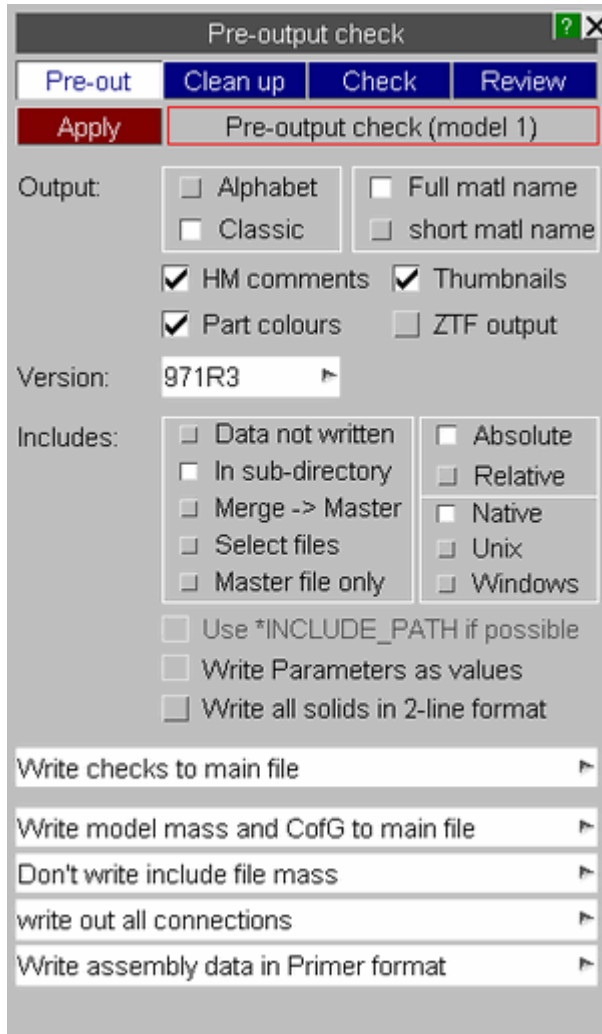 Pre-output check ? X
Pre-out Clean up Check Review
Apply Pre-output check (model 1)
Output: Alphabet Full matl name
Classic short matl name
HM comments Thumbnails
Part colours ZTF output
Version: 971R3
Includes: Data not written Absolute
In sub-directory Relative
Merge -> Master Native
Select files Unix
Master file only Windows
Use *INCLUDE_PATH if possible
Write Parameters as values
Write all solids in 2-line format
Write checks to main file
Write model mass and CofG to main file
Don't write include file mass
write out all connections
Write assembly data in Primer format